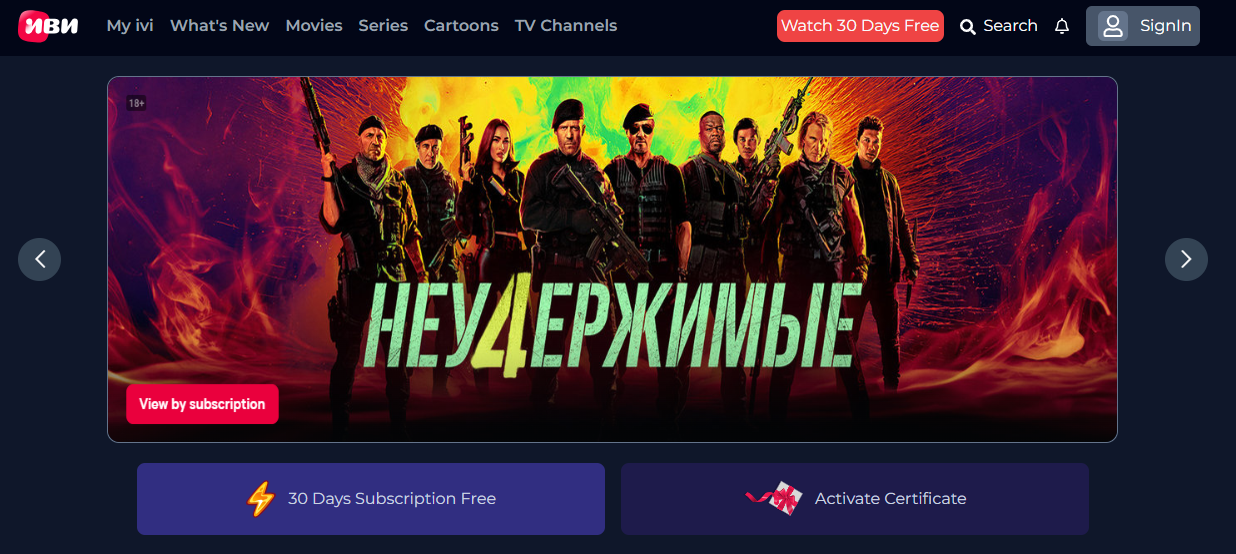 ИВИ
My ivi
What's New
Movies
Series
Cartoons
TV Channels
Watch 30 Days Free
Search
SignIn
18+
НЕУ4ЕРЖИМЫЕ
View by subscription
30 Days Subscription Free
Activate Certificate